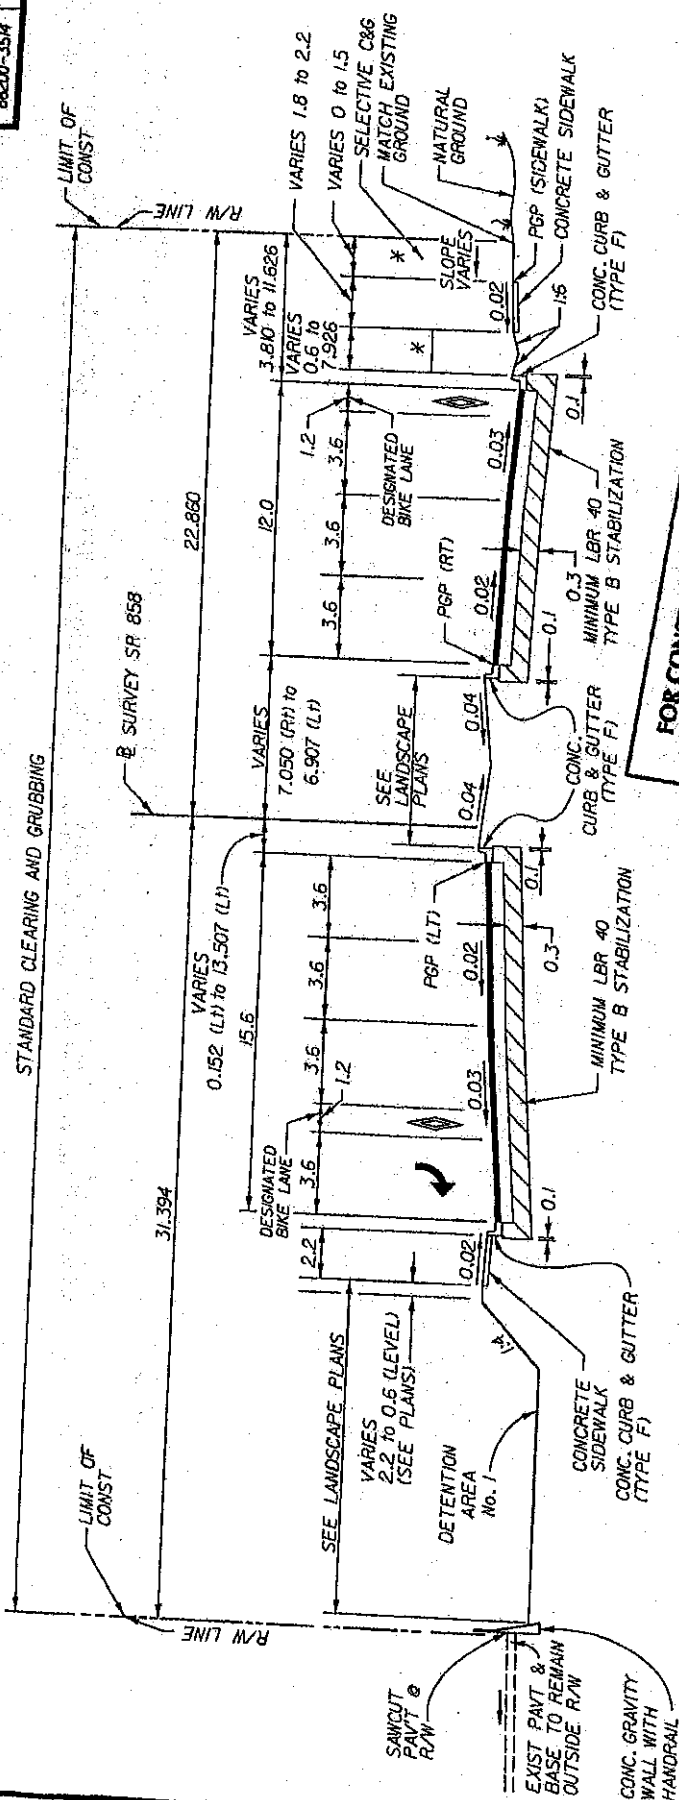 88200-3514
STANDARD CLEARING AND GRUBBING
LIMIT OF
CONST
LIMIT OF
CONST
R/W LINE
R/W LINE
31.394
22.860
℄ SURVEY SR 858
VARIES
0.152 (Lt) to 13.507 (Lt)
15.6
VARIES
7.050 (Rt) to
6.907 (Lt)
12.0
VARIES
3.810 to 11.626
VARIES
0.6 to
7.926
VARIES 1.8 to 2.2
VARIES 0 to 1.5
SELECTIVE C&G
MATCH EXISTING
GROUND
NATURAL
GROUND
SLOPE
VARIES
*
*
SEE LANDSCAPE PLANS
VARIES
2.2 to 0.6 (LEVEL)
(SEE PLANS)
2.2
DESIGNATED
BIKE LANE
3.6
1.2
3.6
3.6
3.6
SEE
LANDSCAPE
PLANS
3.6
3.6
3.6
1.2
DESIGNATED
BIKE LANE
SAWCUT
PAV'T @
R/W
EXIST PAVT &
BASE TO REMAIN
OUTSIDE R/W
CONC. GRAVITY
WALL WITH
HANDRAIL
DETENTION
AREA
No. 1
1:4
0.02
0.03
0.02
PGP (LT)
0.04
0.04
PGP (RT)
0.02
0.03
0.02
1:6
PGP (SIDEWALK)
CONCRETE SIDEWALK
CONC. CURB & GUTTER
(TYPE F)
CONCRETE
SIDEWALK
CONC. CURB & GUTTER
(TYPE F)
0.1
0.3
0.1
MINIMUM LBR 40
TYPE B STABILIZATION
CONC.
CURB & GUTTER
(TYPE F)
0.1
0.3
0.1
MINIMUM LBR 40
TYPE B STABILIZATION